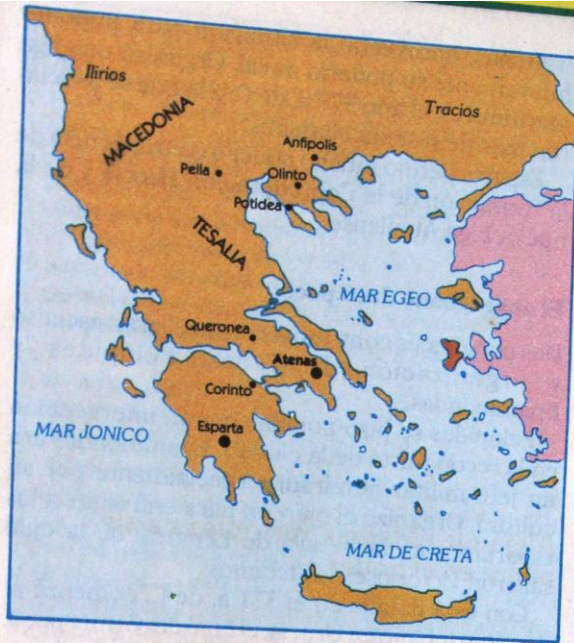 Ilirios
Tracios
MACEDONIA
Anfipolis
Pella
Olinto
Potidea
TESALIA
MAR EGEO
Queronea
Atenas
Corinto
MAR JONICO
Esparta
MAR DE CRETA